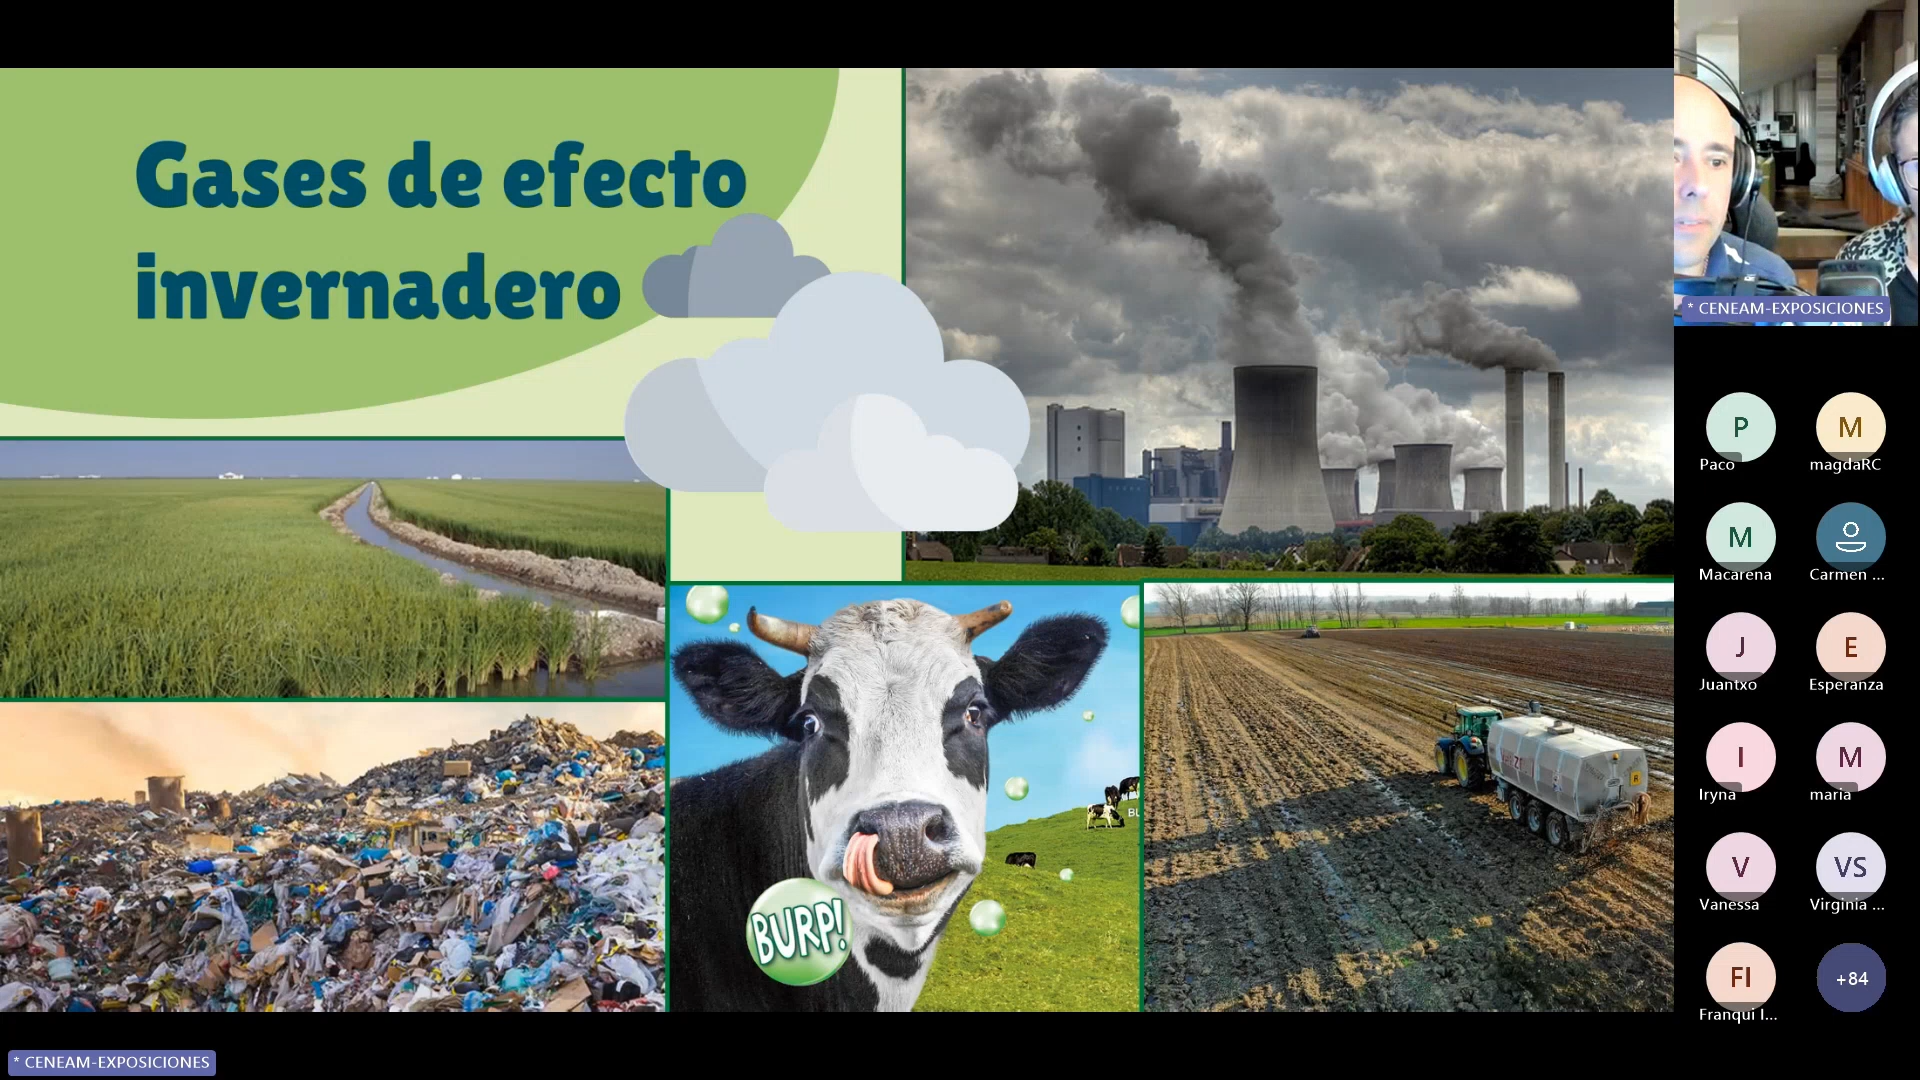 Gases de efecto
invernadero
BURP!
* CENEAM-EXPOSICIONES
P
Paco
M
magdaRC
M
Macarena
Carmen ...
J
Juantxo
E
Esperanza
I
Iryna
M
maria
V
Vanessa
VS
Virginia ...
FI
Franqui I...
+84
* CENEAM-EXPOSICIONES